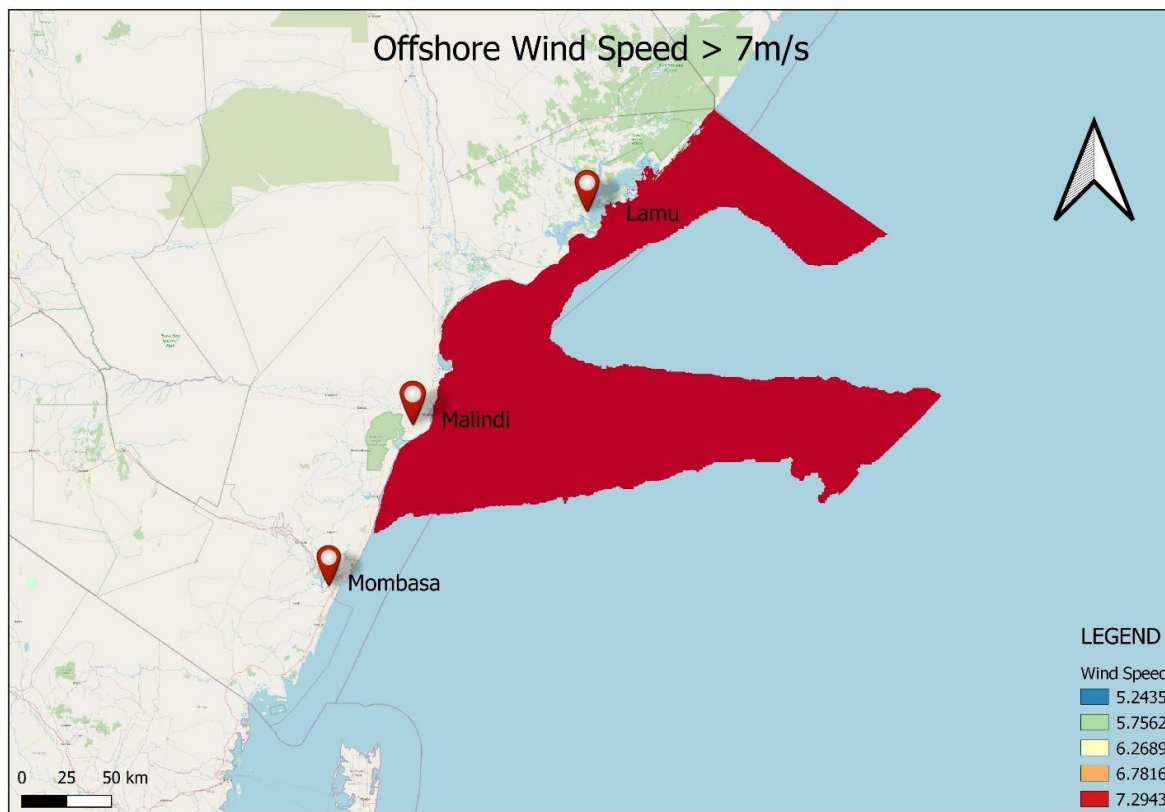 Offshore Wind Speed > 7m/s
Lamu
Malindi
Mombasa
LEGEND
Wind Speed
5.2435
5.7562
6.2689
6.7816
7.2943
0 25 50 km